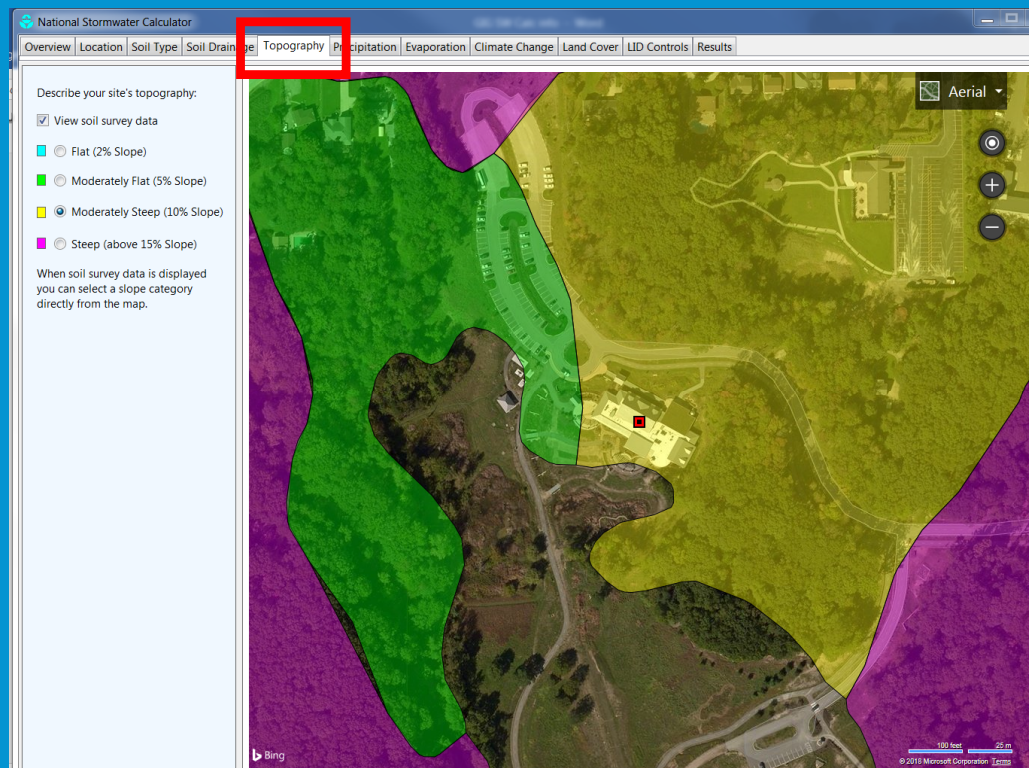 National Stormwater Calculator
Overview Location Soil Type Soil Drainage Topography Precipitation Evaporation Climate Change Land Cover LID Controls Results
Describe your site's topography:
View soil survey data
Flat (2% Slope)
Moderately Flat (5% Slope)
Moderately Steep (10% Slope)
Steep (above 15% Slope)
When soil survey data is displayed
you can select a slope category
directly from the map.
Aerial
Bing
100 feet 25 m
© 2018 Microsoft Corporation Terms